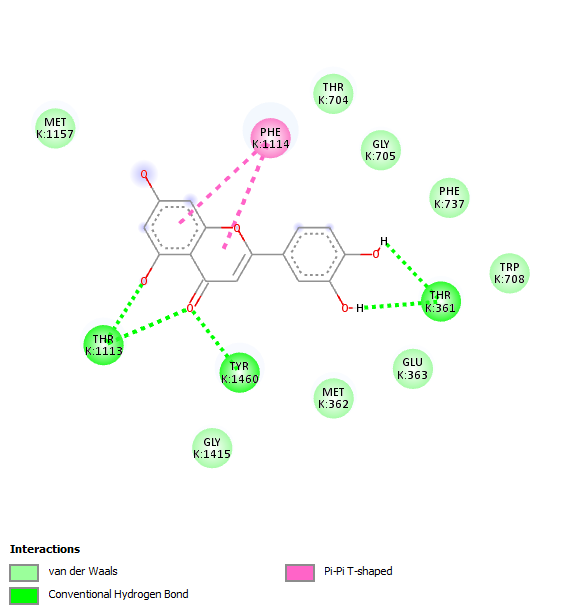 THR
K:704
MET
K:1157
PHE
K:1114
GLY
K:705
O
PHE
K:737
O
H
O
TRP
K:708
O
THR
K:361
O
O
H
THR
K:1113
TYR
K:1460
GLU
K:363
MET
K:362
GLY
K:1415
Interactions
van der Waals
Pi-Pi T-shaped
Conventional Hydrogen Bond